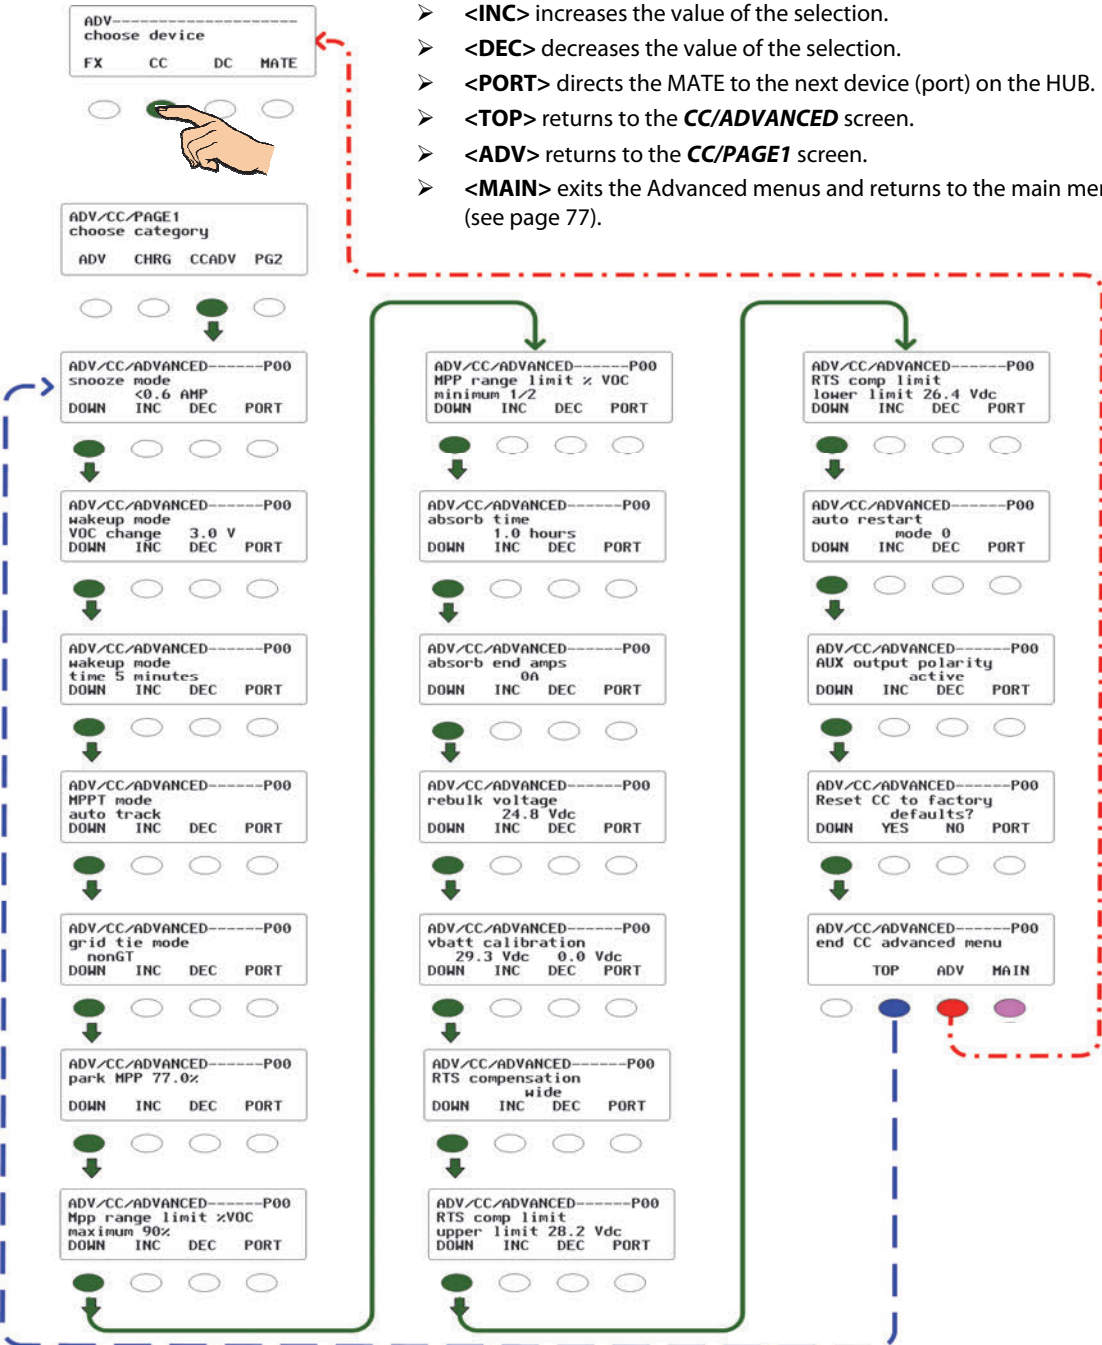 ADV---------------------
choose device
FX CC DC MATE
➢ <INC> increases the value of the selection.
➢ <DEC> decreases the value of the selection.
➢ <PORT> directs the MATE to the next device (port) on the HUB.
➢ <TOP> returns to the CC/ADVANCED screen.
➢ <ADV> returns to the CC/PAGE1 screen.
➢ <MAIN> exits the Advanced menus and returns to the main
(see page 77).
ADV/CC/PAGE1
choose category
ADV CHRG CCADV PG2
ADV/CC/ADVANCED------P00
snooze mode
<0.6 AMP
DOWN INC DEC PORT
ADV/CC/ADVANCED------P00
wakeup mode
VOC change 3.0 V
DOWN INC DEC PORT
ADV/CC/ADVANCED------P00
wakeup mode
time 5 minutes
DOWN INC DEC PORT
ADV/CC/ADVANCED------P00
MPPT mode
auto track
DOWN INC DEC PORT
ADV/CC/ADVANCED------P00
grid tie mode
nonGT
DOWN INC DEC PORT
ADV/CC/ADVANCED------P00
park MPP 77.0%
DOWN INC DEC PORT
ADV/CC/ADVANCED------P00
Mpp range limit %VOC
maximum 90%
DOWN INC DEC PORT
ADV/CC/ADVANCED------P00
MPP range limit % VOC
minimum 1/2
DOWN INC DEC PORT
ADV/CC/ADVANCED------P00
absorb time
1.0 hours
DOWN INC DEC PORT
ADV/CC/ADVANCED------P00
absorb end amps
0A
DOWN INC DEC PORT
ADV/CC/ADVANCED------P00
rebulk voltage
24.8 Vdc
DOWN INC DEC PORT
ADV/CC/ADVANCED------P00
vbatt calibration
29.3 Vdc 0.0 Vdc
DOWN INC DEC PORT
ADV/CC/ADVANCED------P00
RTS compensation
wide
DOWN INC DEC PORT
ADV/CC/ADVANCED------P00
RTS comp limit
upper limit 28.2 Vdc
DOWN INC DEC PORT
ADV/CC/ADVANCED------P00
RTS comp limit
lower limit 26.4 Vdc
DOWN INC DEC PORT
ADV/CC/ADVANCED------P00
auto restart
mode 0
DOWN INC DEC PORT
ADV/CC/ADVANCED------P00
AUX output polarity
active
DOWN INC DEC PORT
ADV/CC/ADVANCED------P00
Reset CC to factory
defaults?
DOWN YES NO PORT
ADV/CC/ADVANCED------P00
end CC advanced menu
TOP ADV MAIN